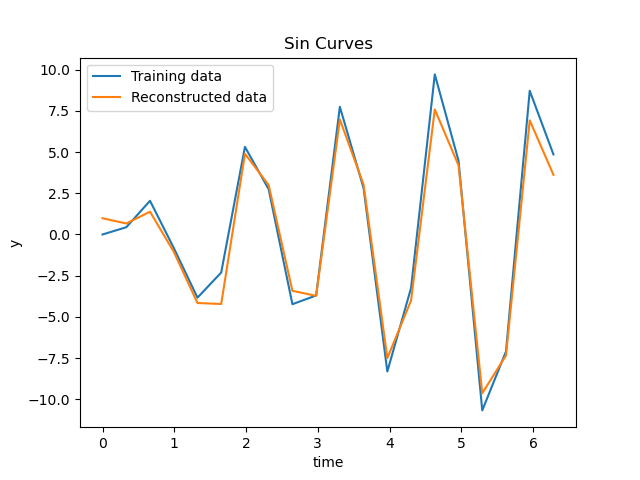 Sin Curves
Training data
Reconstructed data
10.0
7.5
5.0
2.5
0.0
−2.5
−5.0
−7.5
−10.0
y
0 1 2 3 4 5 6
time